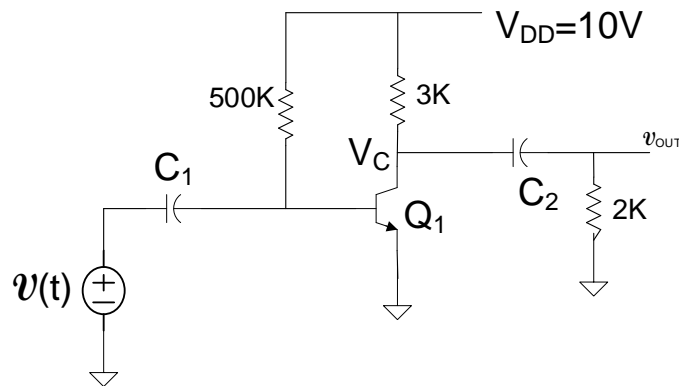 V_DD=10V
500K
3K
V_C
v_OUT
C_1
C_2
Q_1
2K
v(t)